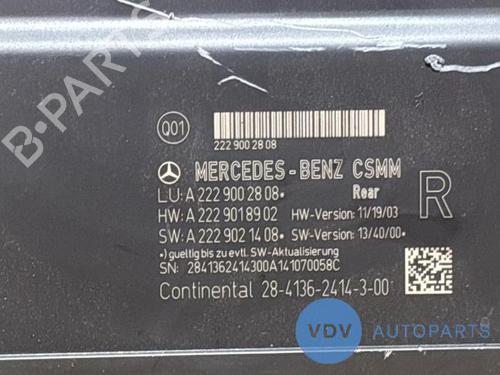 Q01
222 900 28 08
MERCEDES-BENZ CSMM
LU: A 222 900 28 08• Rear
HW: A 222 901 89 02 HW-Version: 11/19/03
SW: A 222 902 14 08• SW-Version: 13/40/00•
R
•) gueltig bis zu evtl. SW-Aktualisierung
SN: 2841362414300A141070058C
Continental 28-4136-2414-3-00
VDV AUTOPARTS